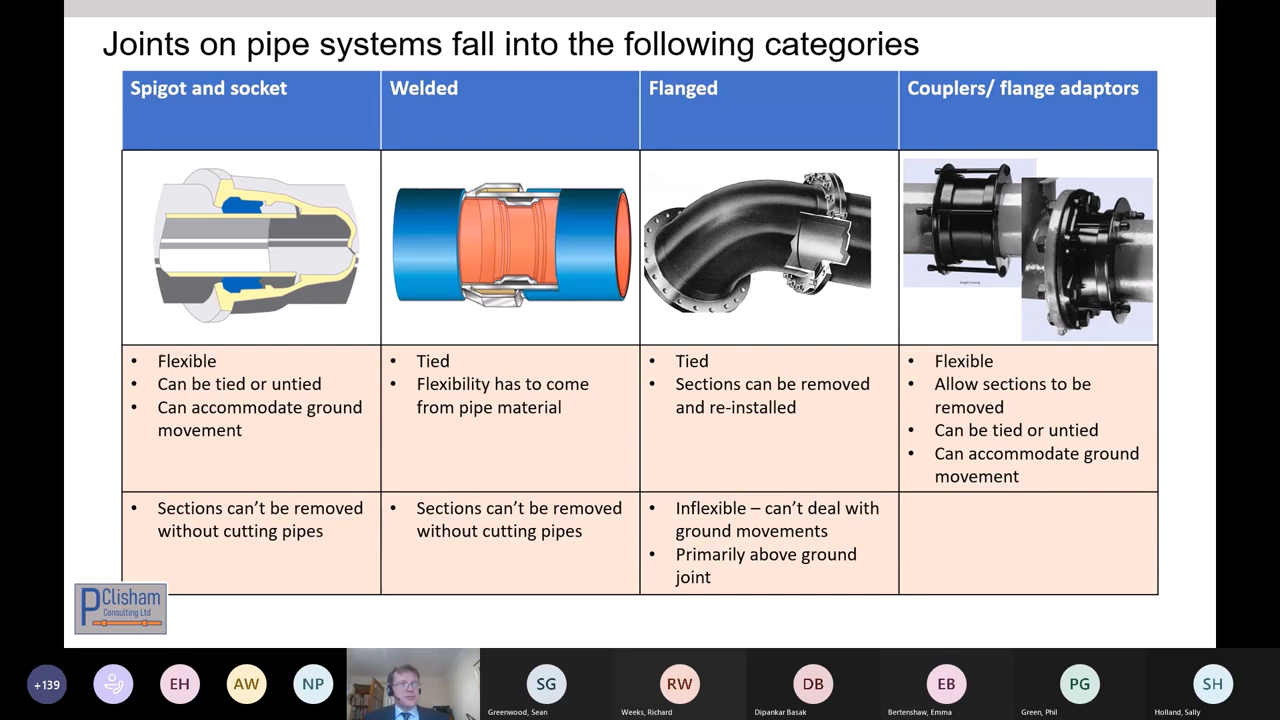 Joints on pipe systems fall into the following categories
Spigot and socket
Welded
Flanged
Couplers/ flange adaptors
• Flexible
• Can be tied or untied
• Can accommodate ground
movement
• Tied
• Flexibility has to come
from pipe material
• Tied
• Sections can be removed
and re-installed
• Flexible
• Allow sections to be
removed
• Can be tied or untied
• Can accommodate ground
movement
• Sections can’t be removed
without cutting pipes
• Sections can’t be removed
without cutting pipes
• Inflexible – can’t deal with
ground movements
• Primarily above ground
joint
PClisham
Consulting Ltd
+139
EH
AW
NP
SG
RW
DB
EB
PG
SH
Greenwood, Sean
Weeks, Richard
Dipankar Basak
Bertenshaw, Emma
Green, Phil
Holland, Sally